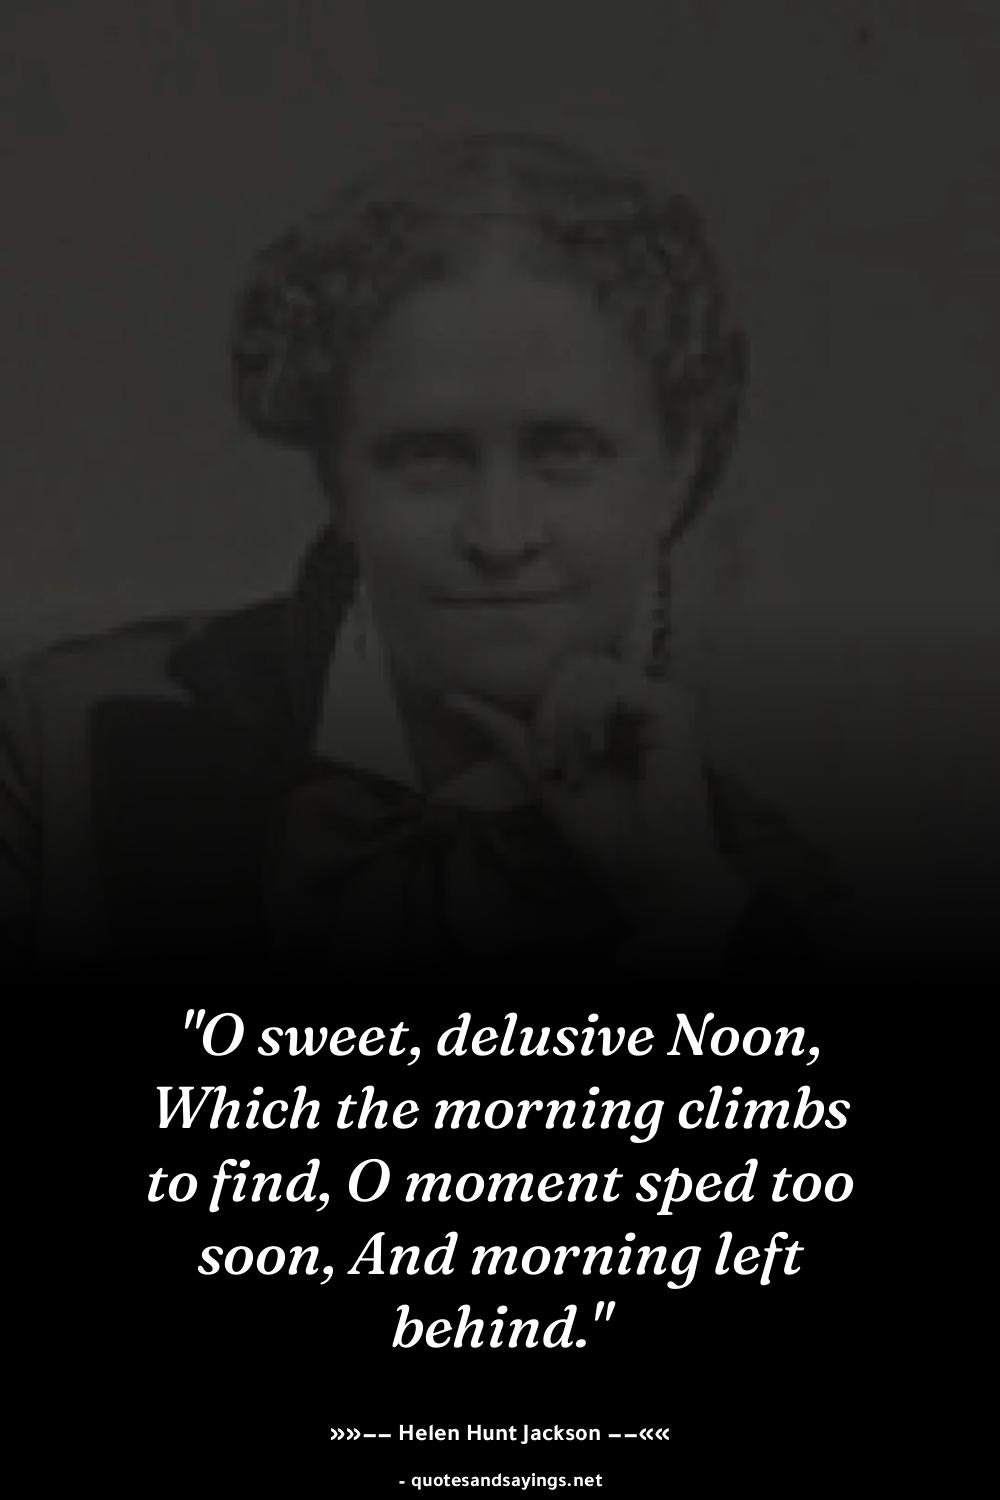 "O sweet, delusive Noon,
Which the morning climbs
to find, O moment sped too
soon, And morning left
behind."
»»–– Helen Hunt Jackson ––««
- quotesandsayings.net